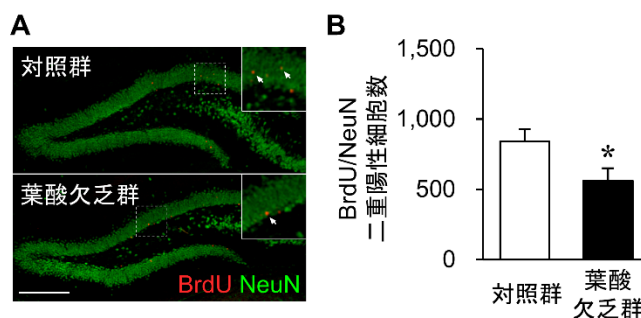 A
対照群
葉酸欠乏群
BrdU NeuN
B
BrdU/NeuN
二重陽性細胞数
1,500
1,000
500
0
*
対照群
葉酸
欠乏群